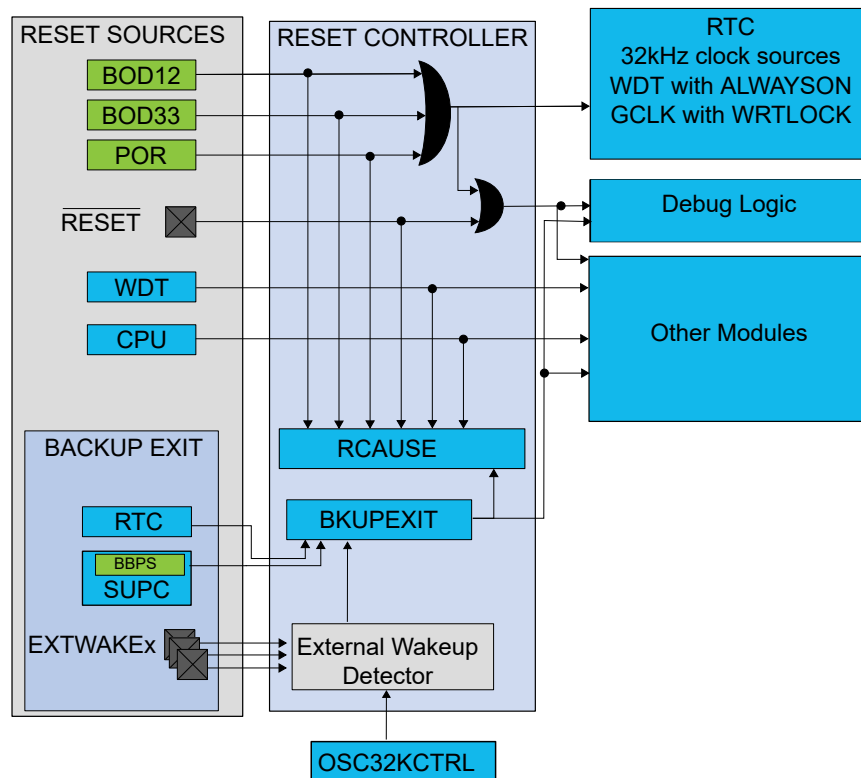 RESET SOURCES
BOD12
BOD33
POR
RESET
WDT
CPU
BACKUP EXIT
RTC
BBPS
SUPC
EXTWAKEx
RESET CONTROLLER
RCAUSE
BKUPEXIT
External Wakeup
Detector
OSC32KCTRL
RTC
32kHz clock sources
WDT with ALWAYSON
GCLK with WRTLOCK
Debug Logic
Other Modules